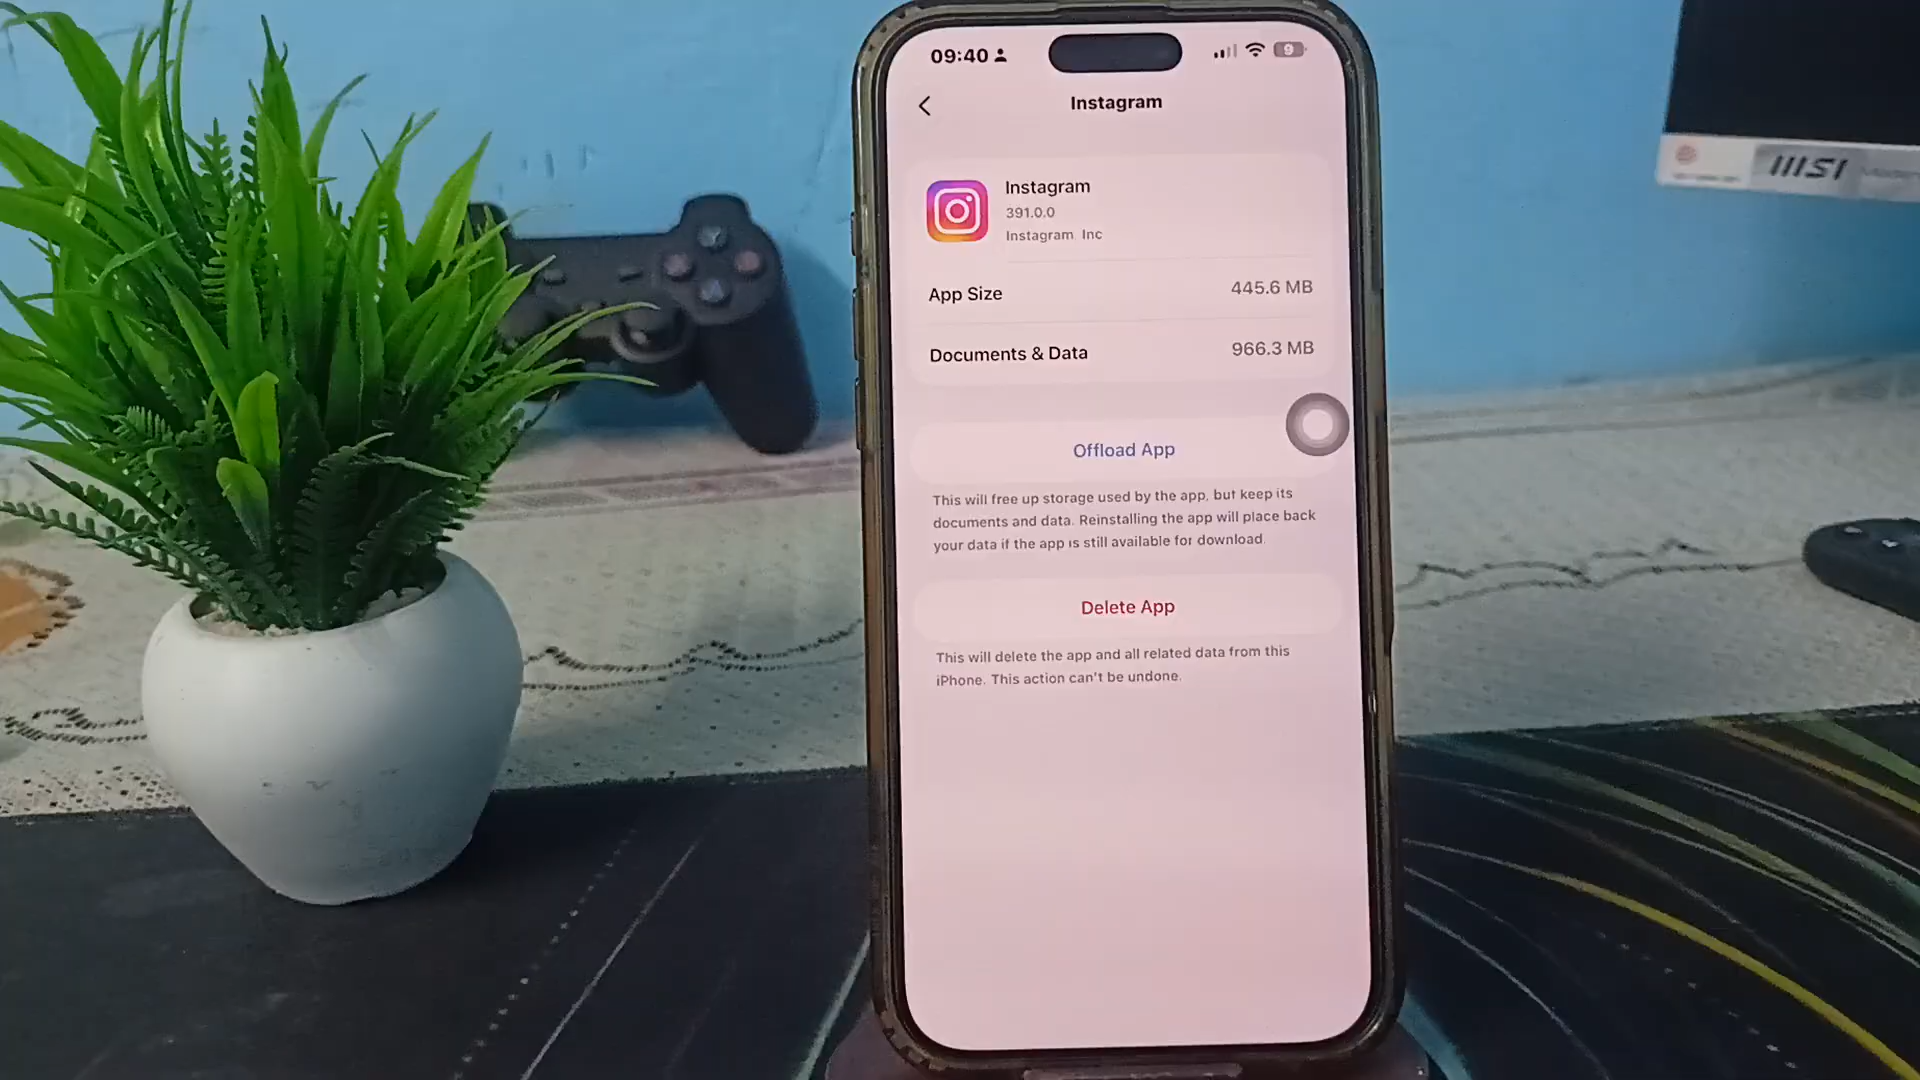 09:40
9
Instagram
Instagram
391.0.0
Instagram, Inc
App Size
445.6 MB
Documents & Data
966.3 MB
Offload App
This will free up storage used by the app, but keep its
documents and data. Reinstalling the app will place back
your data if the app is still available for download.
Delete App
This will delete the app and all related data from this
iPhone. This action can't be undone.
MSI